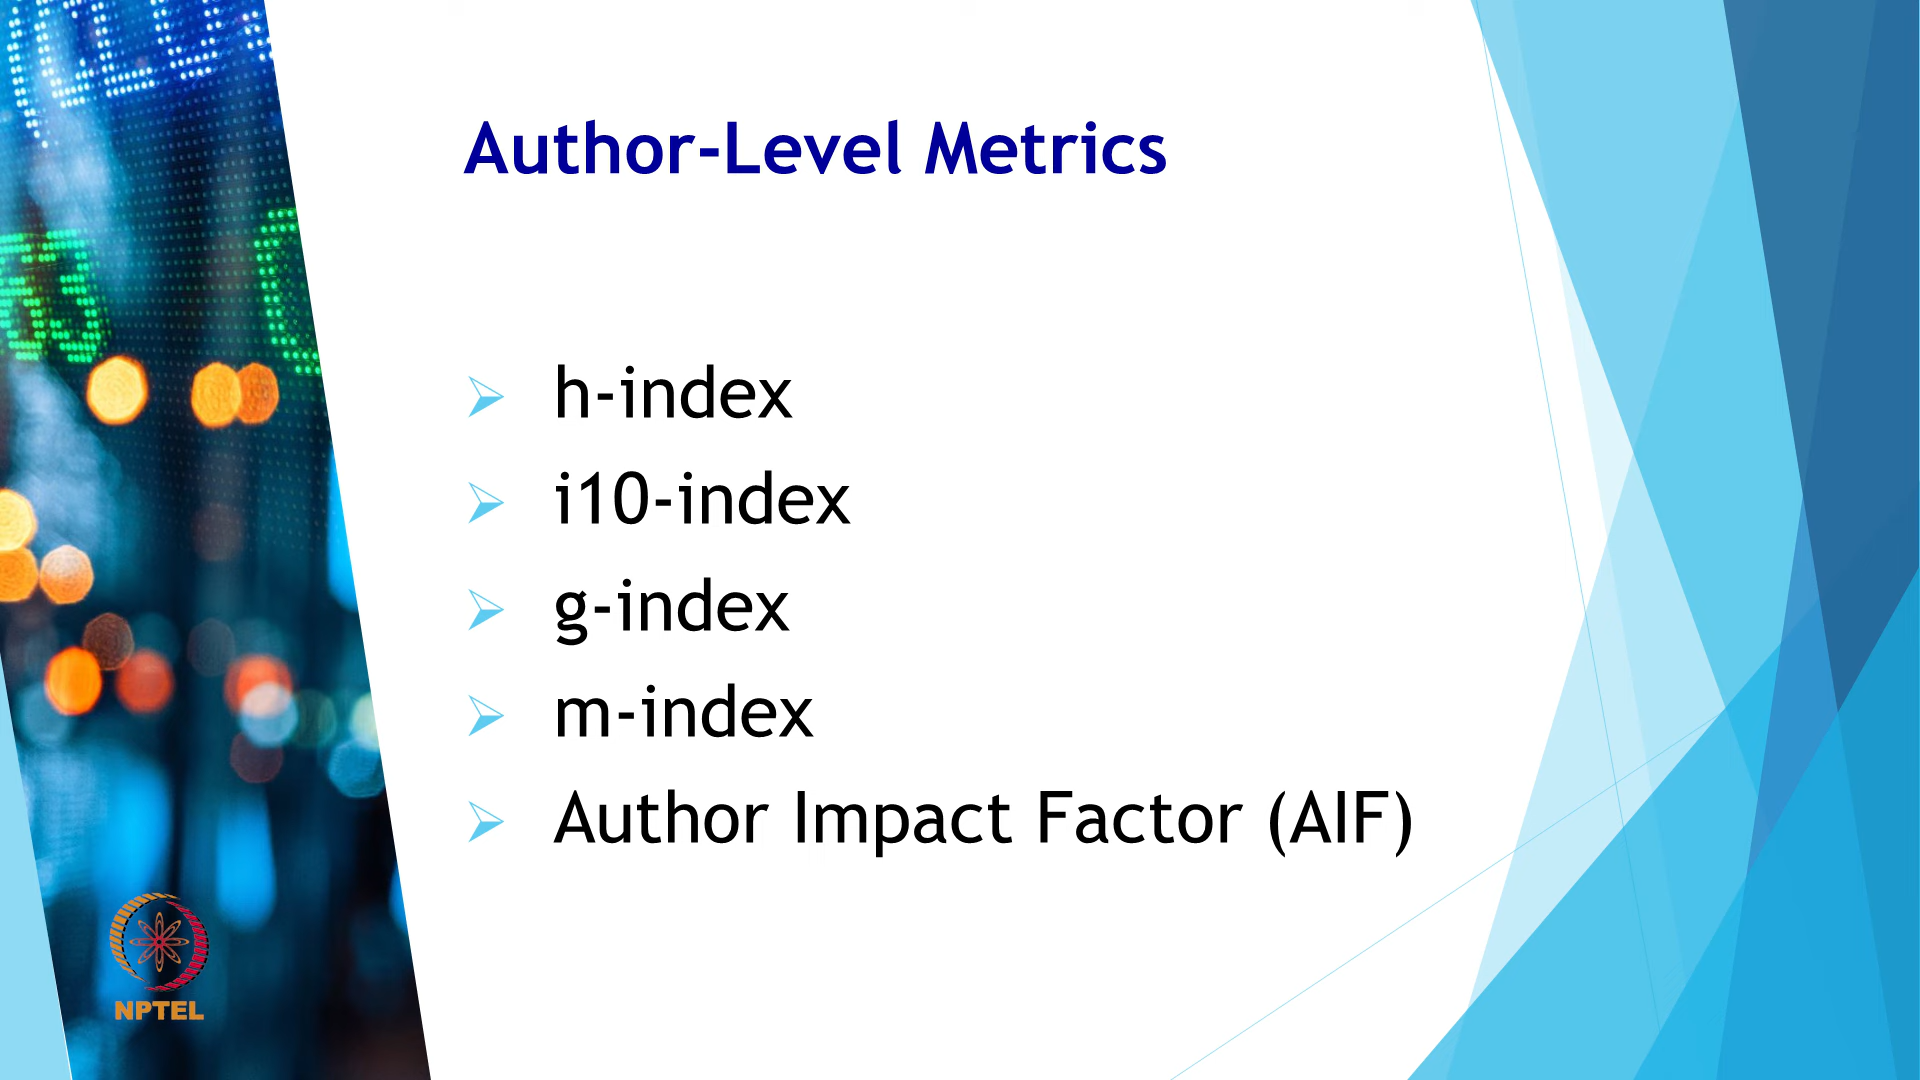 Author-Level Metrics
h-index
i10-index
g-index
m-index
Author Impact Factor (AIF)
NPTEL